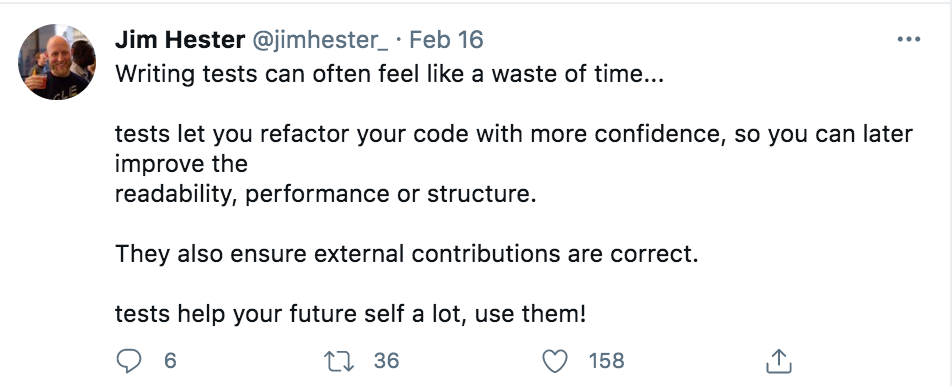 Jim Hester @jimhester_ · Feb 16
Writing tests can often feel like a waste of time...
tests let you refactor your code with more confidence, so you can later
improve the
readability, performance or structure.
They also ensure external contributions are correct.
tests help your future self a lot, use them!
6 36 158